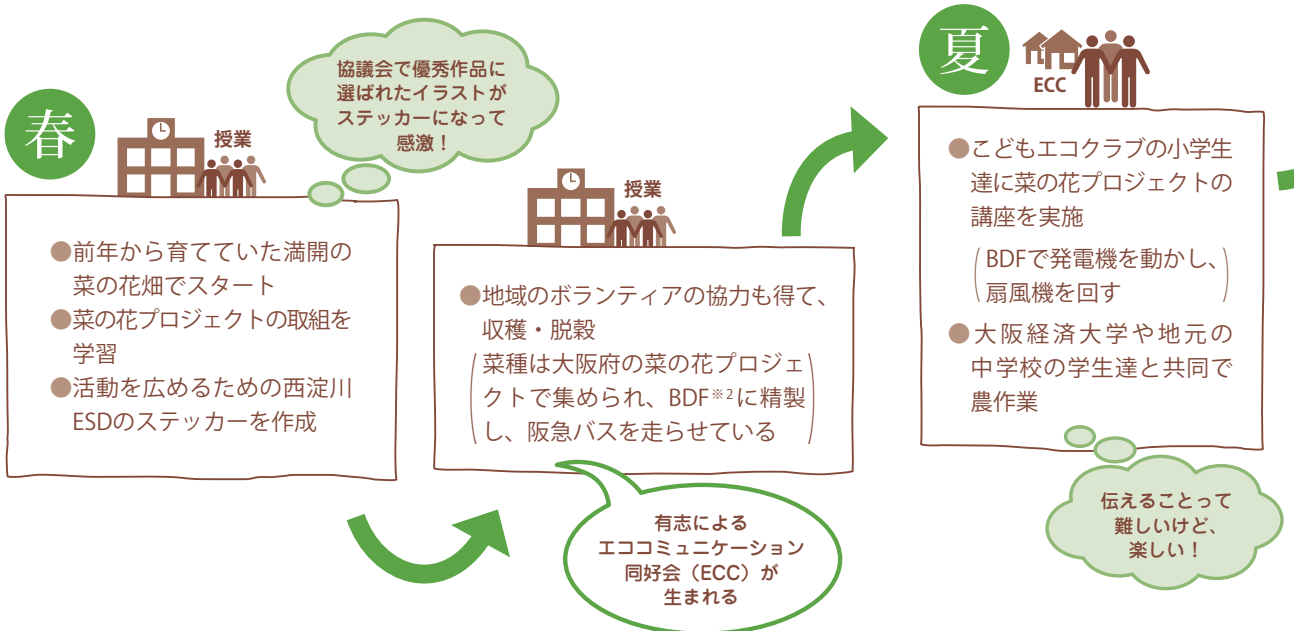 春
授業
協議会で優秀作品に
選ばれたイラストが
ステッカーになって
感激！
●前年から育てていた満開の
菜の花畑でスタート
●菜の花プロジェクトの取組を
学習
●活動を広めるための西淀川
ESDのステッカーを作成
授業
●地域のボランティアの協力も得て、
収穫・脱穀
(菜種は大阪府の菜の花プロジェ
クトで集められ、BDF※2に精製
し、阪急バスを走らせている)
有志による
エココミュニケーション
同好会（ECC）が
生まれる
夏
ECC
●こどもエコクラブの小学生
達に菜の花プロジェクトの
講座を実施
(BDFで発電機を動かし、
扇風機を回す)
●大阪経済大学や地元の
中学校の学生達と共同で
農作業
伝えることって
難しいけど、
楽しい！